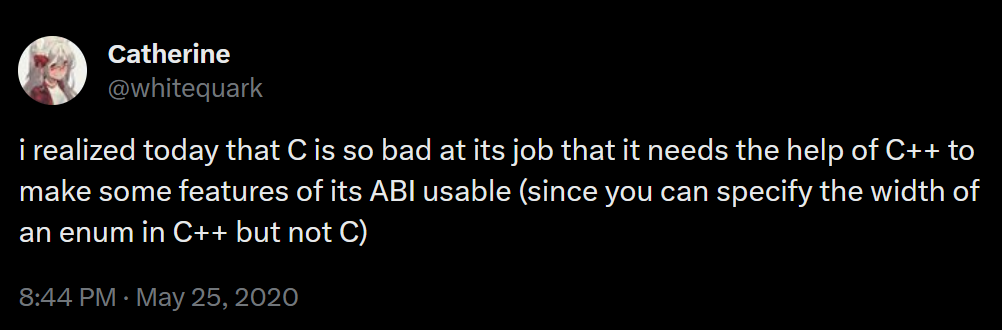 Catherine
@whitequark
i realized today that C is so bad at its job that it needs the help of C++ to
make some features of its ABI usable (since you can specify the width of
an enum in C++ but not C)
8:44 PM · May 25, 2020